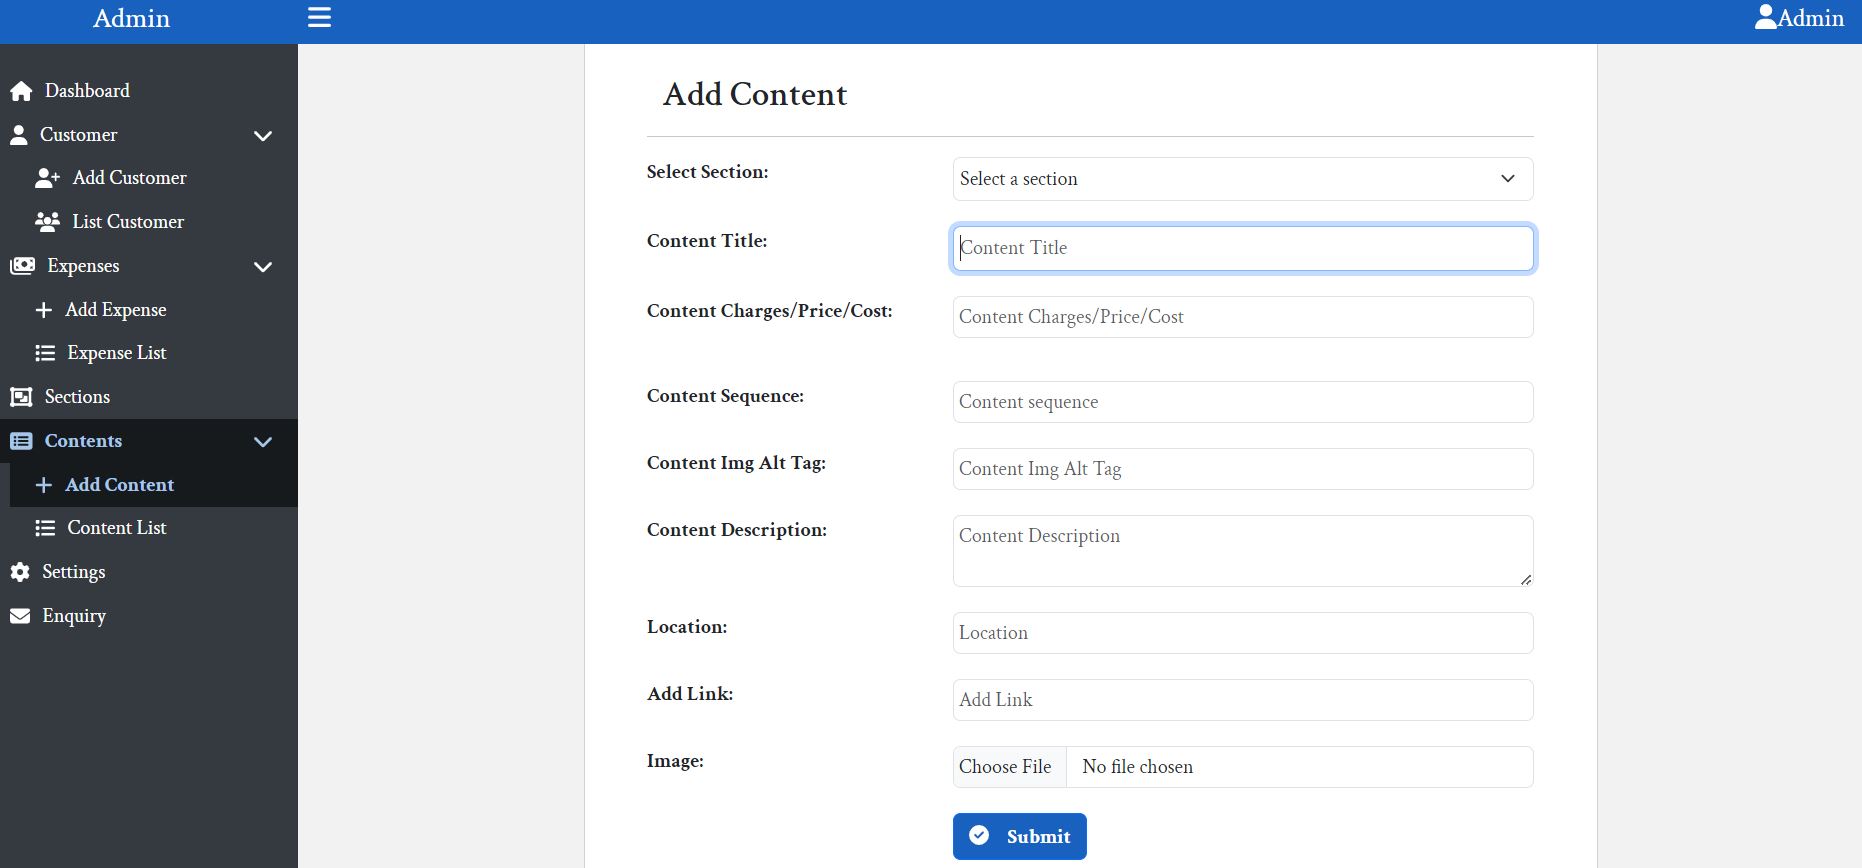 Admin
Admin
Dashboard
Customer
Add Customer
List Customer
Expenses
Add Expense
Expense List
Sections
Contents
Add Content
Content List
Settings
Enquiry
Add Content
Select Section:
Select a section
Content Title:
Content Title
Content Charges/Price/Cost:
Content Charges/Price/Cost
Content Sequence:
Content sequence
Content Img Alt Tag:
Content Img Alt Tag
Content Description:
Content Description
Location:
Location
Add Link:
Add Link
Image:
Choose File No file chosen
Submit